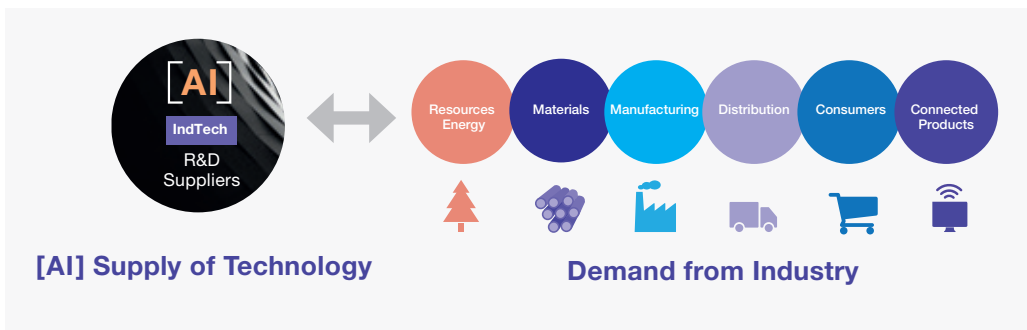 [AI]
IndTech
R&D
Suppliers
Resources
Energy
Materials
Manufacturing
Distribution
Consumers
Connected
Products
[AI] Supply of Technology
Demand from Industry